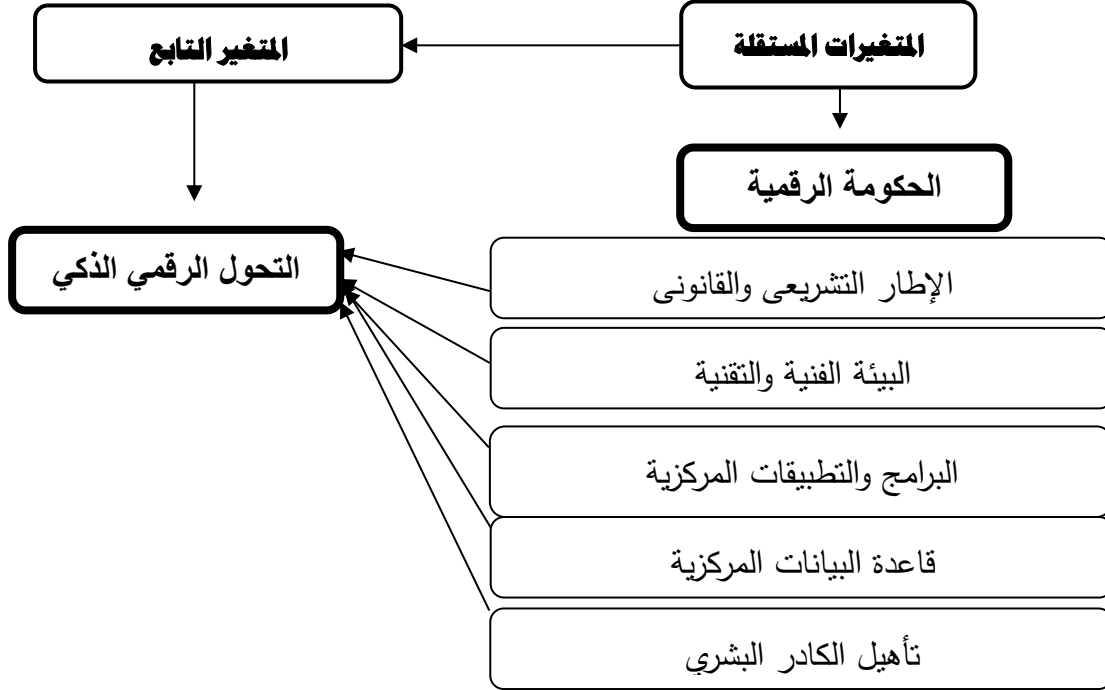 المتغيرات المستقلة
المتغير التابع
الحكومة الرقمية
التحول الرقمي الذكي
الإطار التشريعى والقانونى
البيئة الفنية والتقنية
البرامج والتطبيقات المركزية
قاعدة البيانات المركزية
تأهيل الكادر البشري